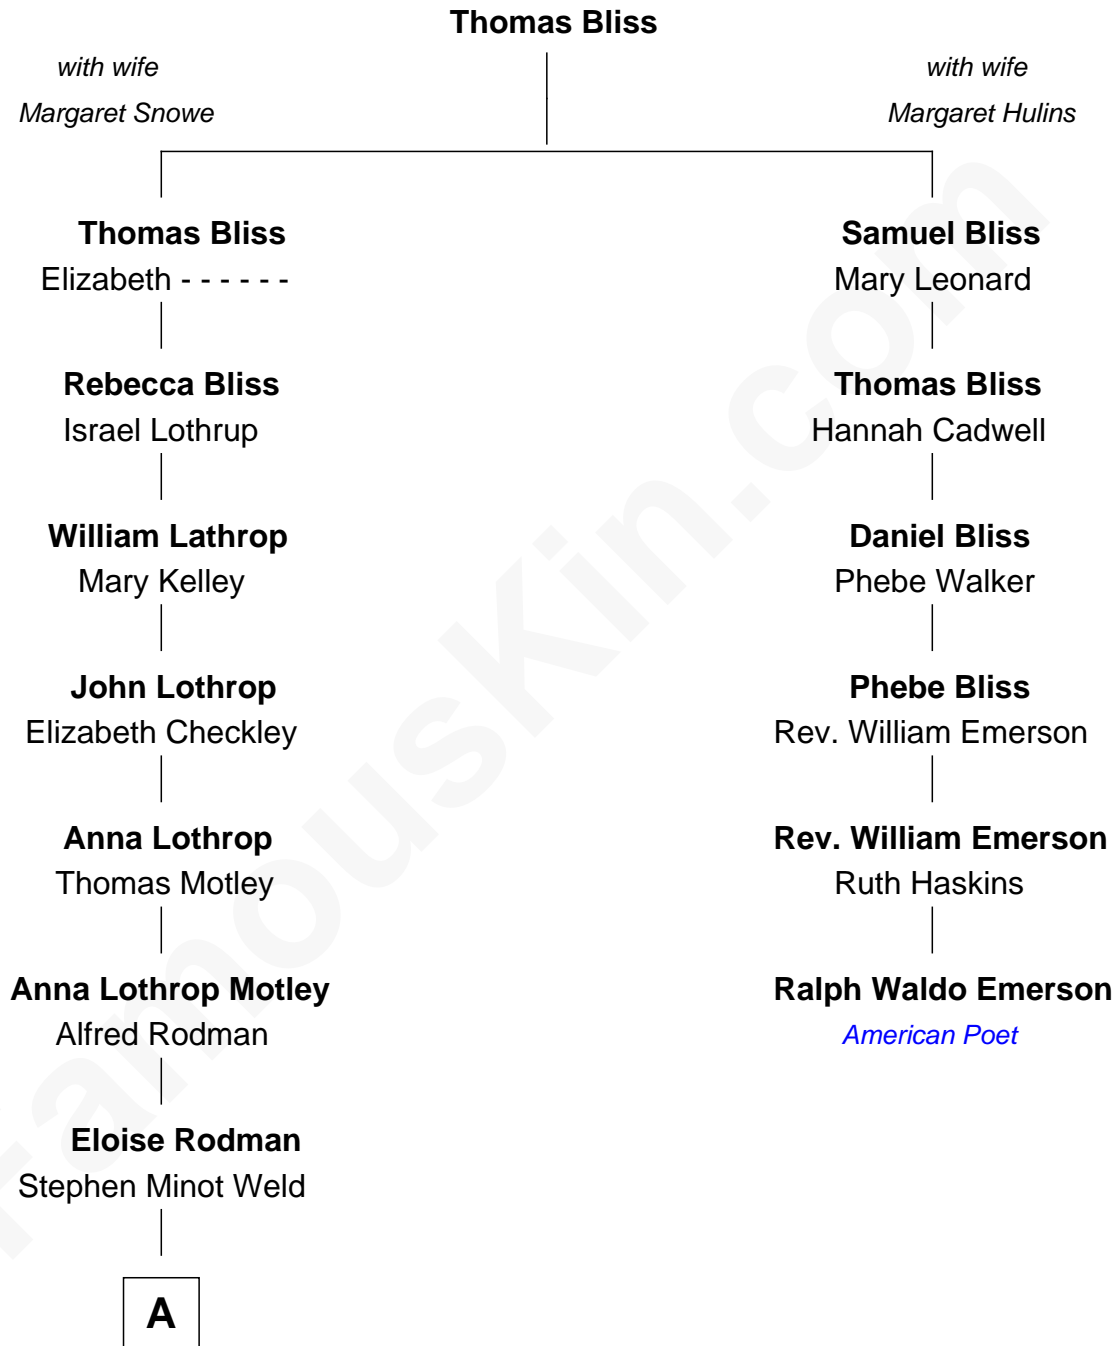 Thomas Bliss
with wife
Margaret Snowe
with wife
Margaret Hulins
Thomas Bliss
Elizabeth - - - - - -
Samuel Bliss
Mary Leonard
Rebecca Bliss
Israel Lothrup
Thomas Bliss
Hannah Cadwell
William Lathrop
Mary Kelley
Daniel Bliss
Phebe Walker
John Lothrop
Elizabeth Checkley
Phebe Bliss
Rev. William Emerson
Anna Lothrop
Thomas Motley
Rev. William Emerson
Ruth Haskins
Anna Lothrop Motley
Alfred Rodman
Ralph Waldo Emerson
American Poet
Eloise Rodman
Stephen Minot Weld
A
FamousKin.com